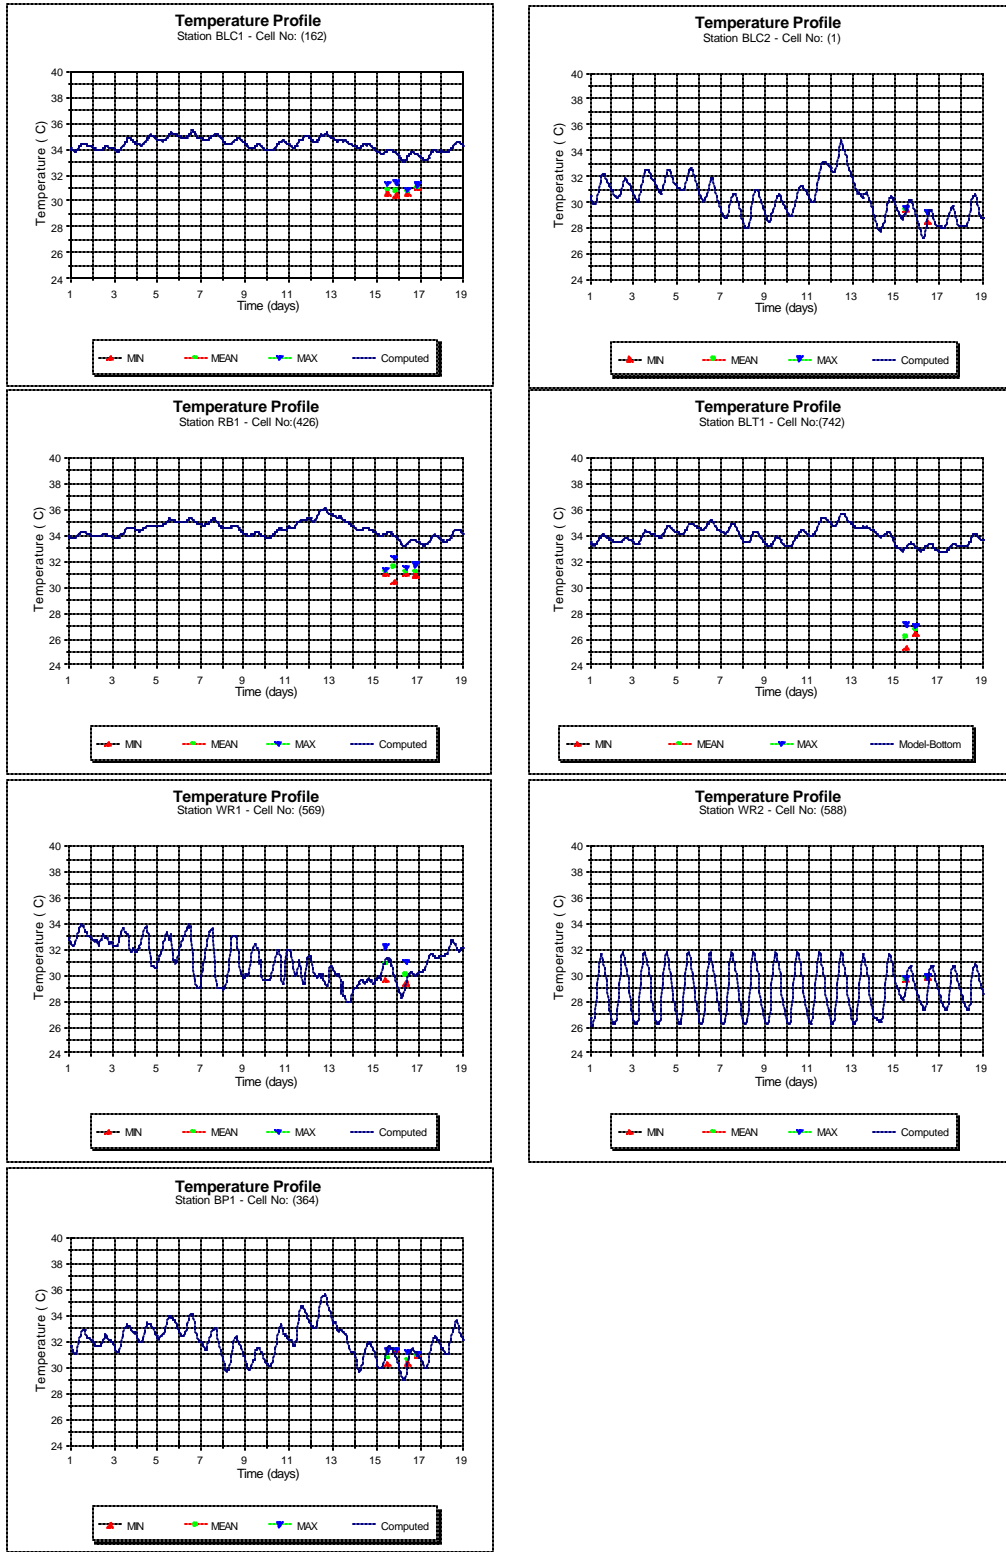 Temperature Profile
Station BLC1 - Cell No: (162)
Temperature ( C)
40
38
36
34
32
30
28
26
24
1 3 5 7 9 11 13 15 17 19
Time (days)
MIN MEAN MAX Computed
Temperature Profile
Station BLC2 - Cell No: (1)
Temperature ( C)
40
38
36
34
32
30
28
26
24
1 3 5 7 9 11 13 15 17 19
Time (days)
MIN MEAN MAX Computed
Temperature Profile
Station RB1 - Cell No:(426)
Temperature ( C)
40
38
36
34
32
30
28
26
24
1 3 5 7 9 11 13 15 17 19
Time (days)
MIN MEAN MAX Computed
Temperature Profile
Station BLT1 - Cell No:(742)
Temperature ( C)
40
38
36
34
32
30
28
26
24
1 3 5 7 9 11 13 15 17 19
Time (days)
MIN MEAN MAX Model-Bottom
Temperature Profile
Station WR1 - Cell No: (569)
Temperature ( C)
40
38
36
34
32
30
28
26
24
1 3 5 7 9 11 13 15 17 19
Time (days)
MIN MEAN MAX Computed
Temperature Profile
Station WR2 - Cell No: (588)
Temperature ( C)
40
38
36
34
32
30
28
26
24
1 3 5 7 9 11 13 15 17 19
Time (days)
MIN MEAN MAX Computed
Temperature Profile
Station BP1 - Cell No: (364)
Temperature ( C)
40
38
36
34
32
30
28
26
24
1 3 5 7 9 11 13 15 17 19
Time (days)
MIN MEAN MAX Computed